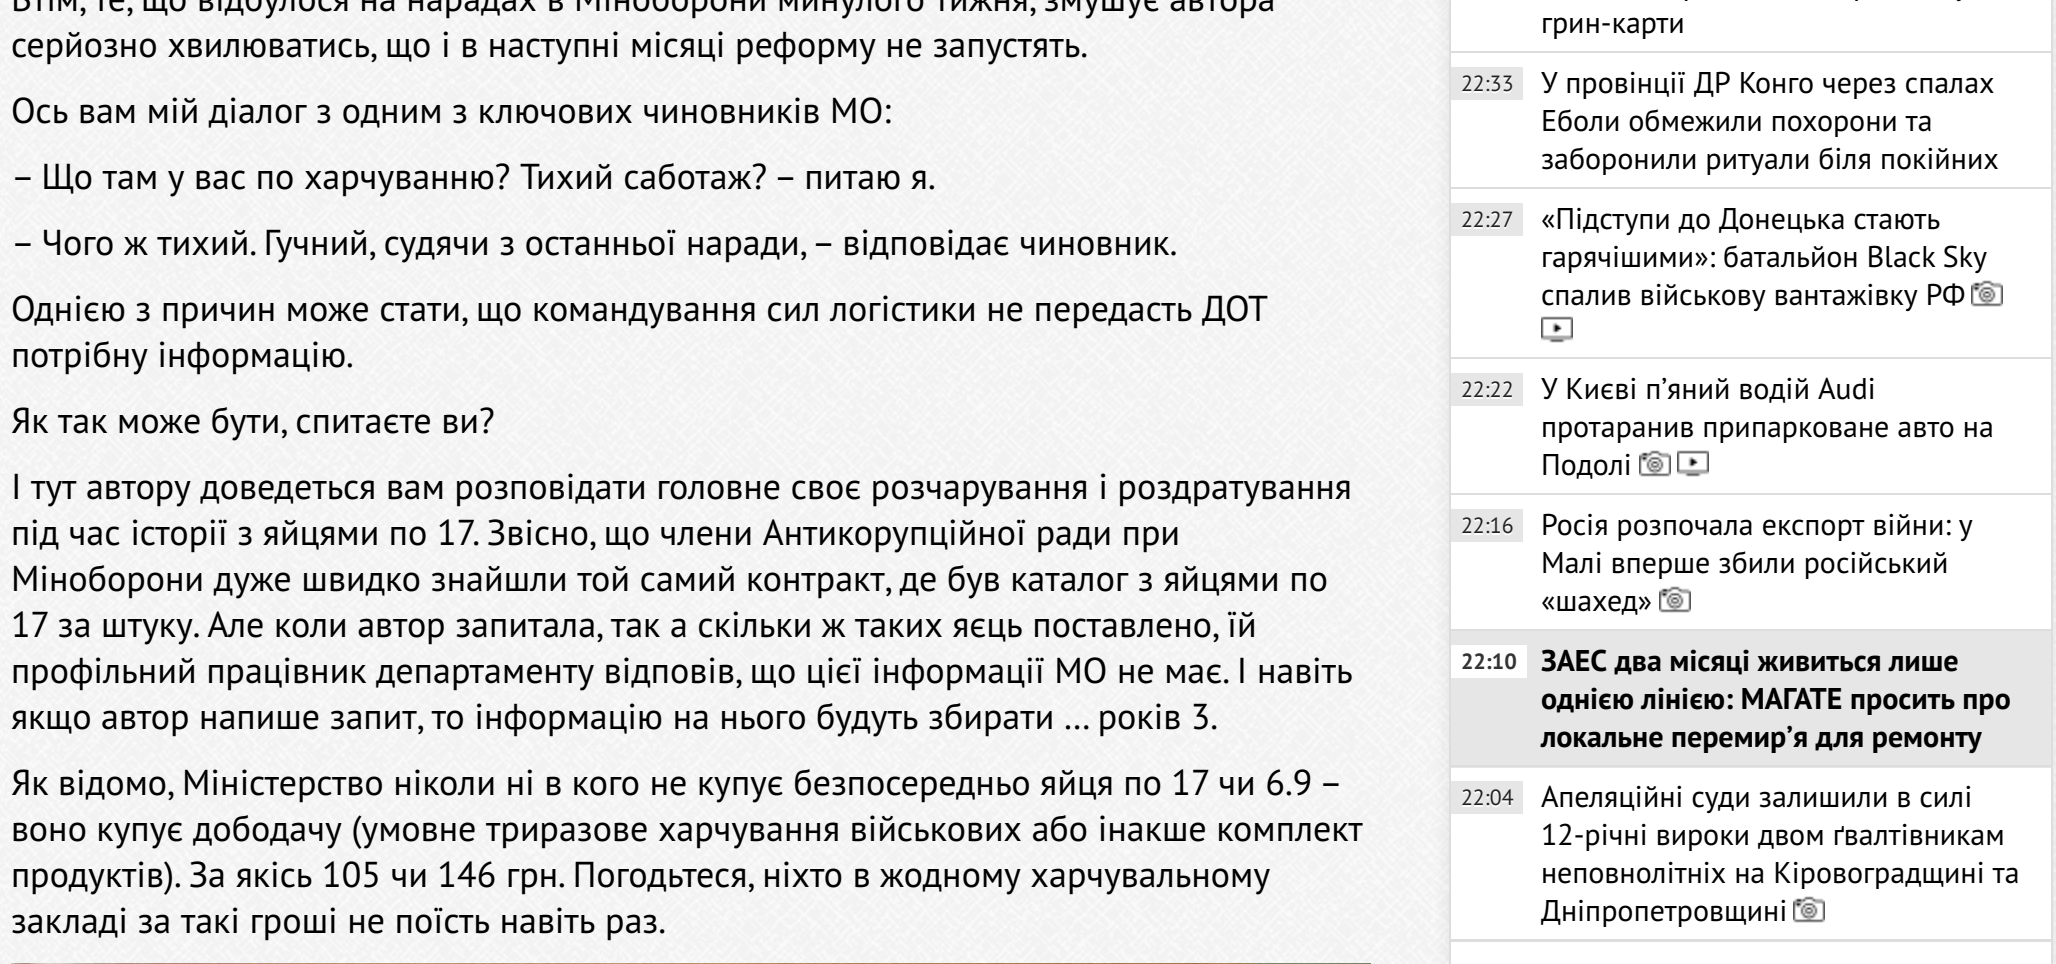 Втім, те, що відбулося на нарадах в Міноборони минулого тижня, змушує автора
серйозно хвилюватись, що і в наступні місяці реформу не запустять.
Ось вам мій діалог з одним з ключових чиновників МО:
– Що там у вас по харчуванню? Тихий саботаж? – питаю я.
– Чого ж тихий. Гучний, судячи з останньої наради, – відповідає чиновник.
Однією з причин може стати, що командування сил логістики не передасть ДОТ
потрібну інформацію.
Як так може бути, спитаєте ви?
І тут автору доведеться вам розповідати головне своє розчарування і роздратування
під час історії з яйцями по 17. Звісно, що члени Антикорупційної ради при
Міноборони дуже швидко знайшли той самий контракт, де був каталог з яйцями по
17 за штуку. Але коли автор запитала, так а скільки ж таких яєць поставлено, їй
профільний працівник департаменту відповів, що цієї інформації МО не має. І навіть
якщо автор напише запит, то інформацію на нього будуть збирати ... років 3.
Як відомо, Міністерство ніколи ні в кого не купує безпосередньо яйця по 17 чи 6.9 –
воно купує дободачу (умовне триразове харчування військових або інакше комплект
продуктів). За якісь 105 чи 146 грн. Погодьтеся, ніхто в жодному харчувальному
закладі за такі гроші не поїсть навіть раз.
грин-карти
22:33 У провінції ДР Конго через спалах
Еболи обмежили похорони та
заборонили ритуали біля покійних
22:27 «Підступи до Донецька стають
гарячішими»: батальйон Black Sky
спалив військову вантажівку РФ
22:22 У Києві п’яний водій Audi
протаранив припарковане авто на
Подолі
22:16 Росія розпочала експорт війни: у
Малі вперше збили російський
«шахед»
22:10 ЗАЕС два місяці живиться лише
однією лінією: МАГАТЕ просить про
локальне перемир’я для ремонту
22:04 Апеляційні суди залишили в силі
12-річні вироки двом ґвалтівникам
неповнолітніх на Кіровоградщині та
Дніпропетровщині